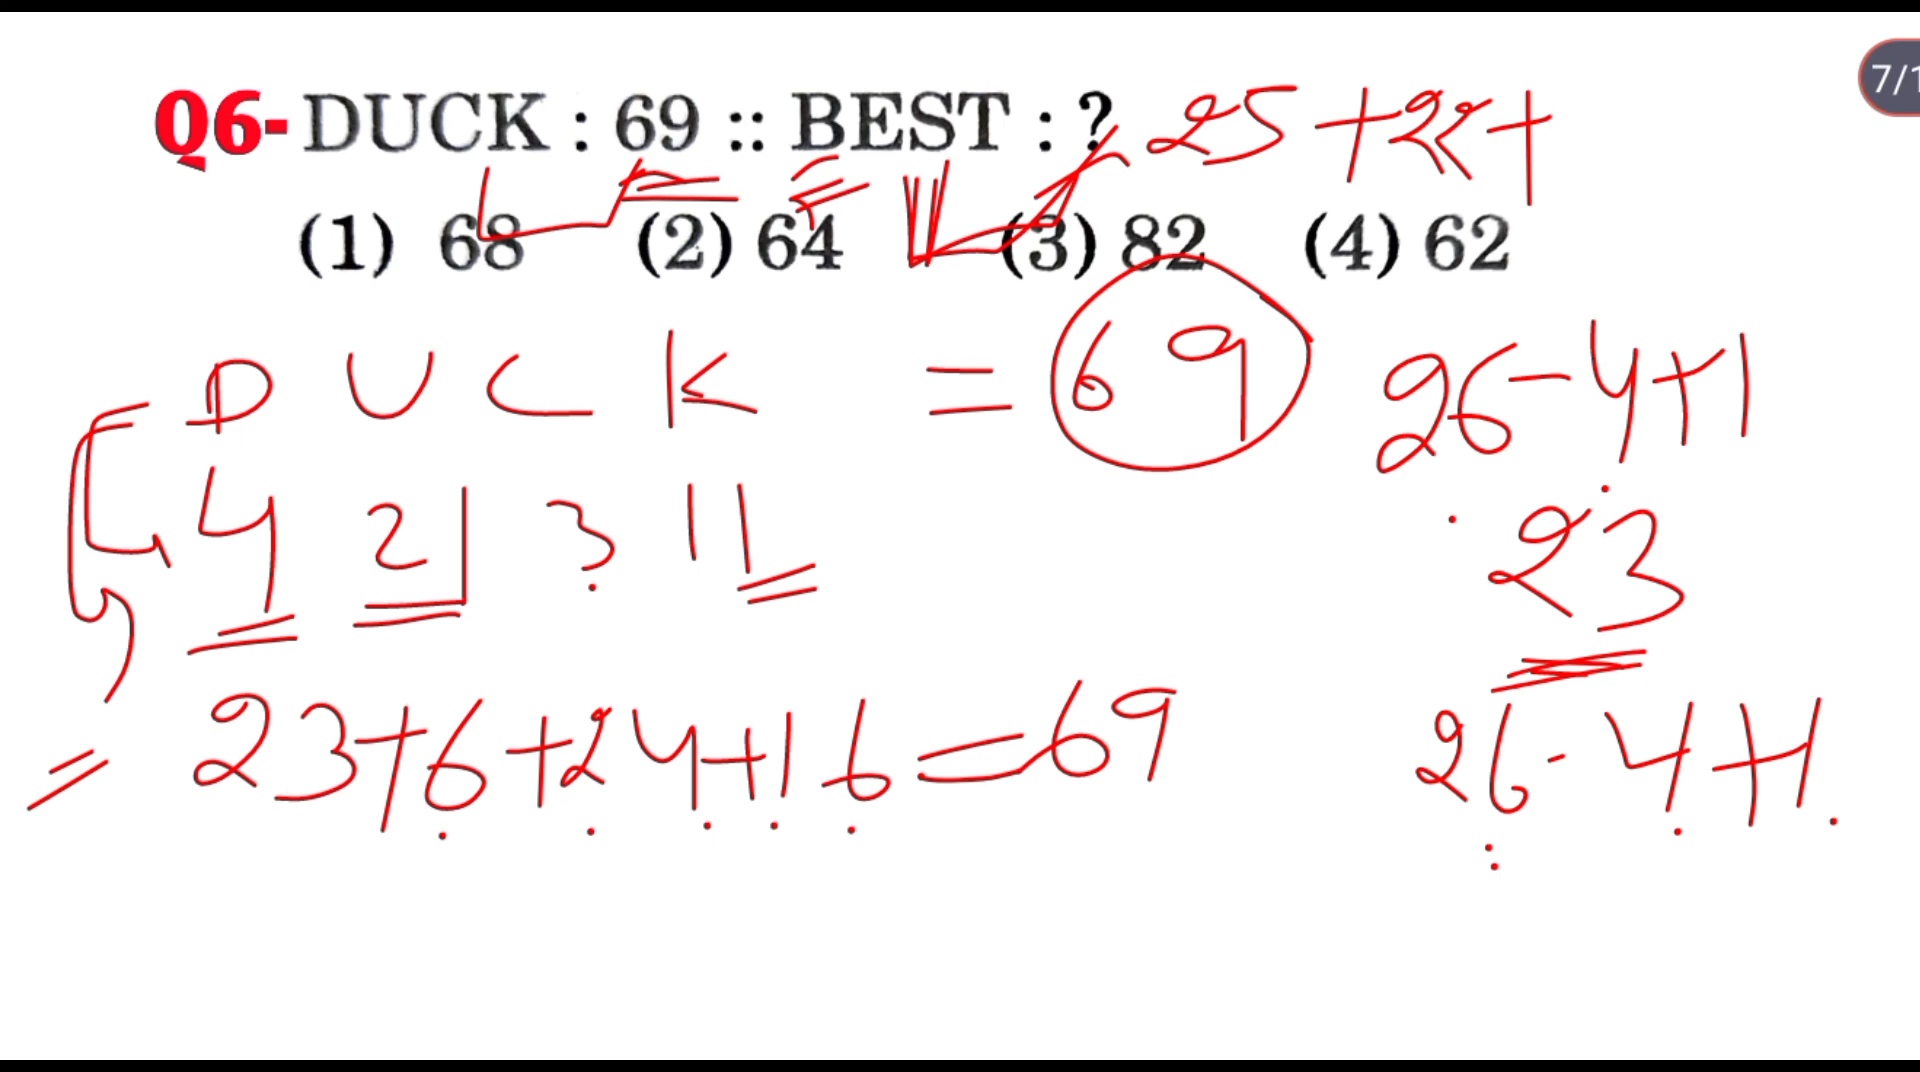 Q6- DUCK : 69 :: BEST : ? 25 + 22 +
(1) 68 (2) 64 (3) 82 (4) 62
D U C K = 69
26-4+1
4 21 3 11
23
= 23+6+24+16=69
26-4+1
7/1